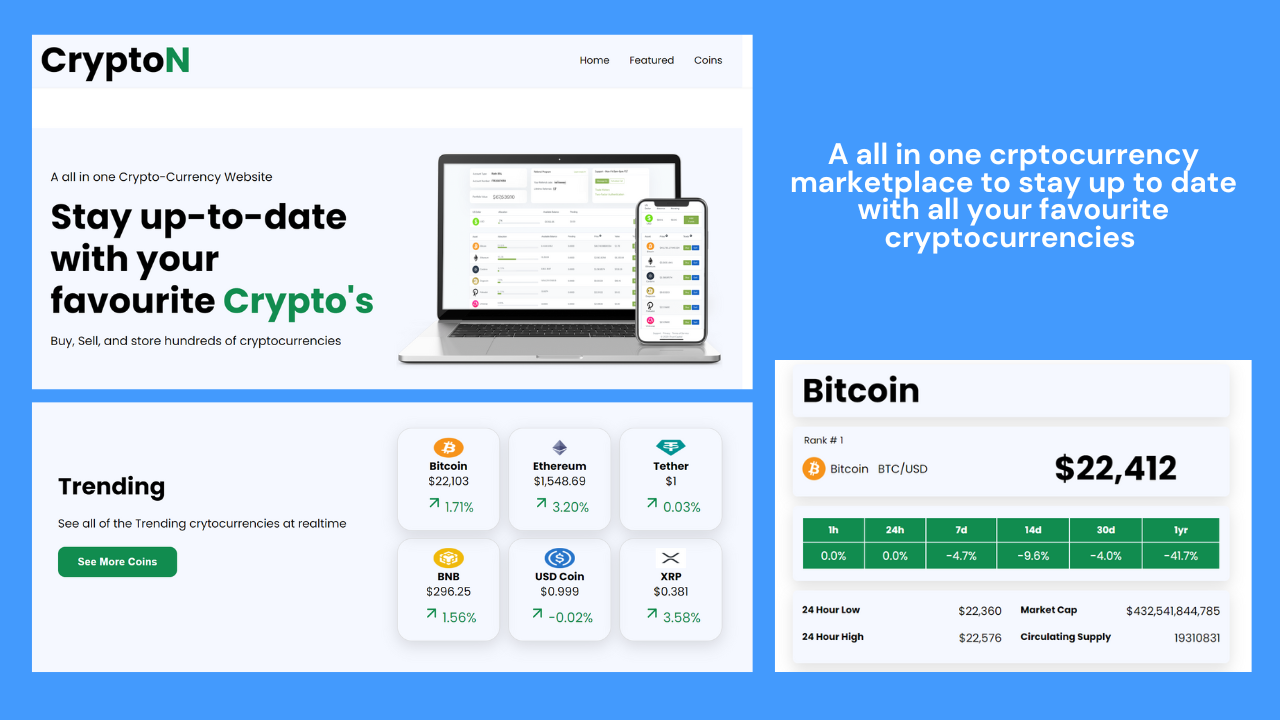 CryptoN
Home Featured Coins
A all in one Crypto-Currency Website
Stay up-to-date
with your
favourite Crypto's
Buy, Sell, and store hundreds of cryptocurrencies
A all in one crptocurrency
marketplace to stay up to date
with all your favourite
cryptocurrencies
Trending
See all of the Trending crytocurrencies at realtime
See More Coins
Bitcoin
$22,103
1.71%
Ethereum
$1,548.69
3.20%
Tether
$1
0.03%
BNB
$296.25
1.56%
USD Coin
$0.999
-0.02%
XRP
$0.381
3.58%
Bitcoin
Rank # 1
Bitcoin BTC/USD
$22,412
1h 24h 7d 14d 30d 1yr
0.0% 0.0% -4.7% -9.6% -4.0% -41.7%
24 Hour Low $22,360 Market Cap $432,541,844,785
24 Hour High $22,576 Circulating Supply 19310831